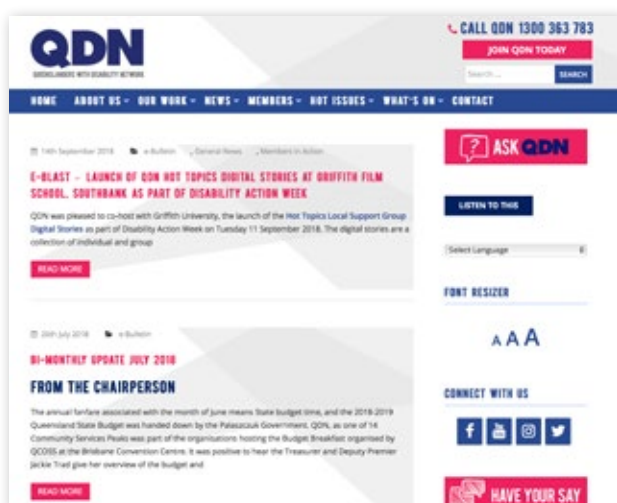 QDN
QUEENSLANDERS WITH DISABILITY NETWORK
CALL QDN 1300 363 783
JOIN QDN TODAY
Search ...
SEARCH
HOME ABOUT US OUR WORK NEWS MEMBERS HOT ISSUES WHAT'S ON CONTACT
14th September 2018 e-Bulletin , General News , Members in Action
E-BLAST – LAUNCH OF QDN HOT TOPICS DIGITAL STORIES AT GRIFFITH FILM
SCHOOL, SOUTHBANK AS PART OF DISABILITY ACTION WEEK
QDN was pleased to co-host with Griffith University, the launch of the Hot Topics Local Support Group
Digital Stories as part of Disability Action Week on Tuesday 11 September 2018. The digital stories are a
collection of individual and group
READ MORE
July 2018 e-Bulletin
BI-MONTHLY UPDATE JULY 2018
FROM THE CHAIRPERSON
The annual fanfare associated with the month of June means State budget time, and the 2018-2019
Queensland State Budget was handed down by the Palaszczuk Government. QDN, as one of 14
Community Services Peaks was part of the organisations hosting the Budget Breakfast organised by
QCOSS at the Brisbane Convention Centre. It was positive to hear the Treasurer and Deputy Premier
Jackie Trad give her overview of the budget and
READ MORE
? ASK QDN
LISTEN TO THIS
Select Language
FONT RESIZER
A A A
CONNECT WITH US
HAVE YOUR SAY